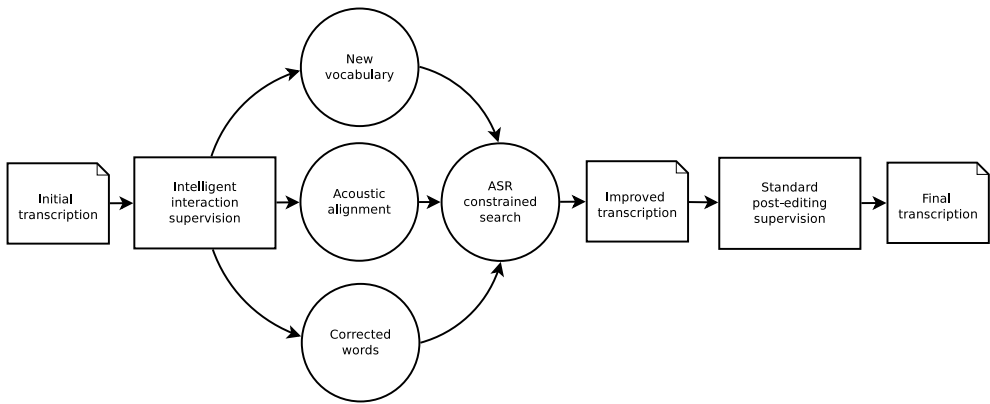 Initial
transcription
Intelligent
interaction
supervision
New
vocabulary
Acoustic
alignment
Corrected
words
ASR
constrained
search
Improved
transcription
Standard
post-editing
supervision
Final
transcription